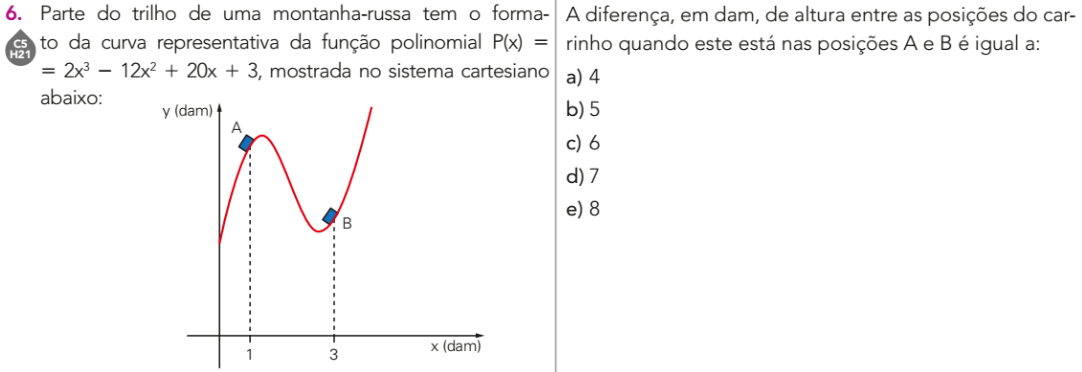 6. Parte do trilho de uma montanha-russa tem o forma-
C5
H21
to da curva representativa da função polinomial P(x) =
= 2x³ − 12x² + 20x + 3, mostrada no sistema cartesiano
abaixo:
y (dam)
A
B
x (dam)
1
3
A diferença, em dam, de altura entre as posições do car-
rinho quando este está nas posições A e B é igual a:
a) 4
b) 5
c) 6
d) 7
e) 8